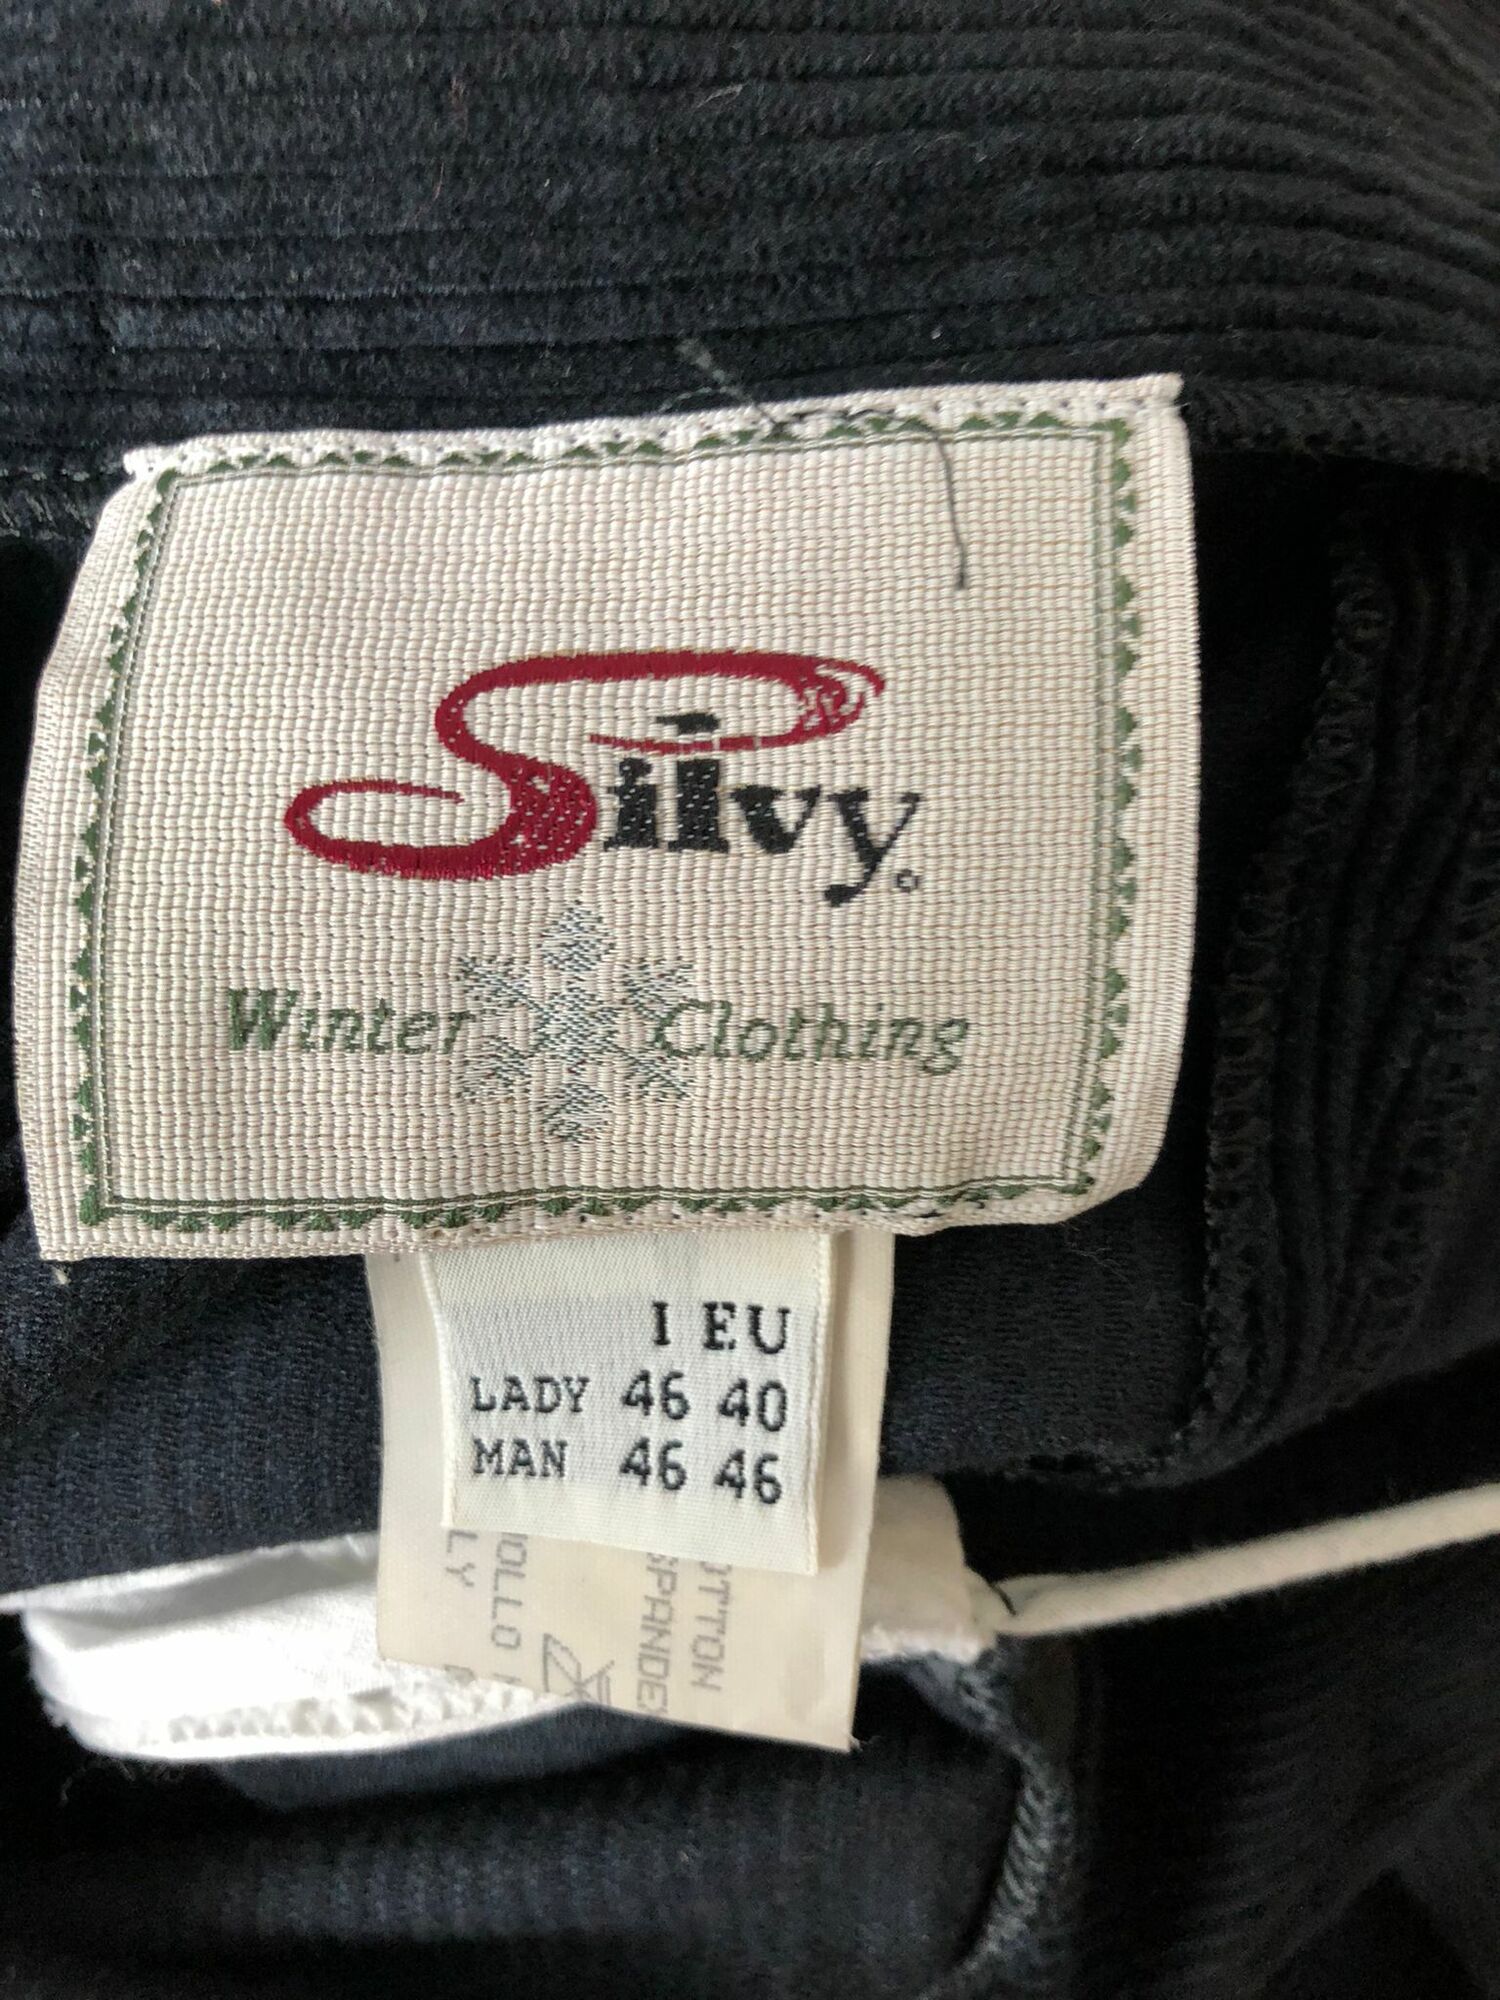 Silvy
Winter Clothing
I EU
LADY 46 40
MAN 46 46